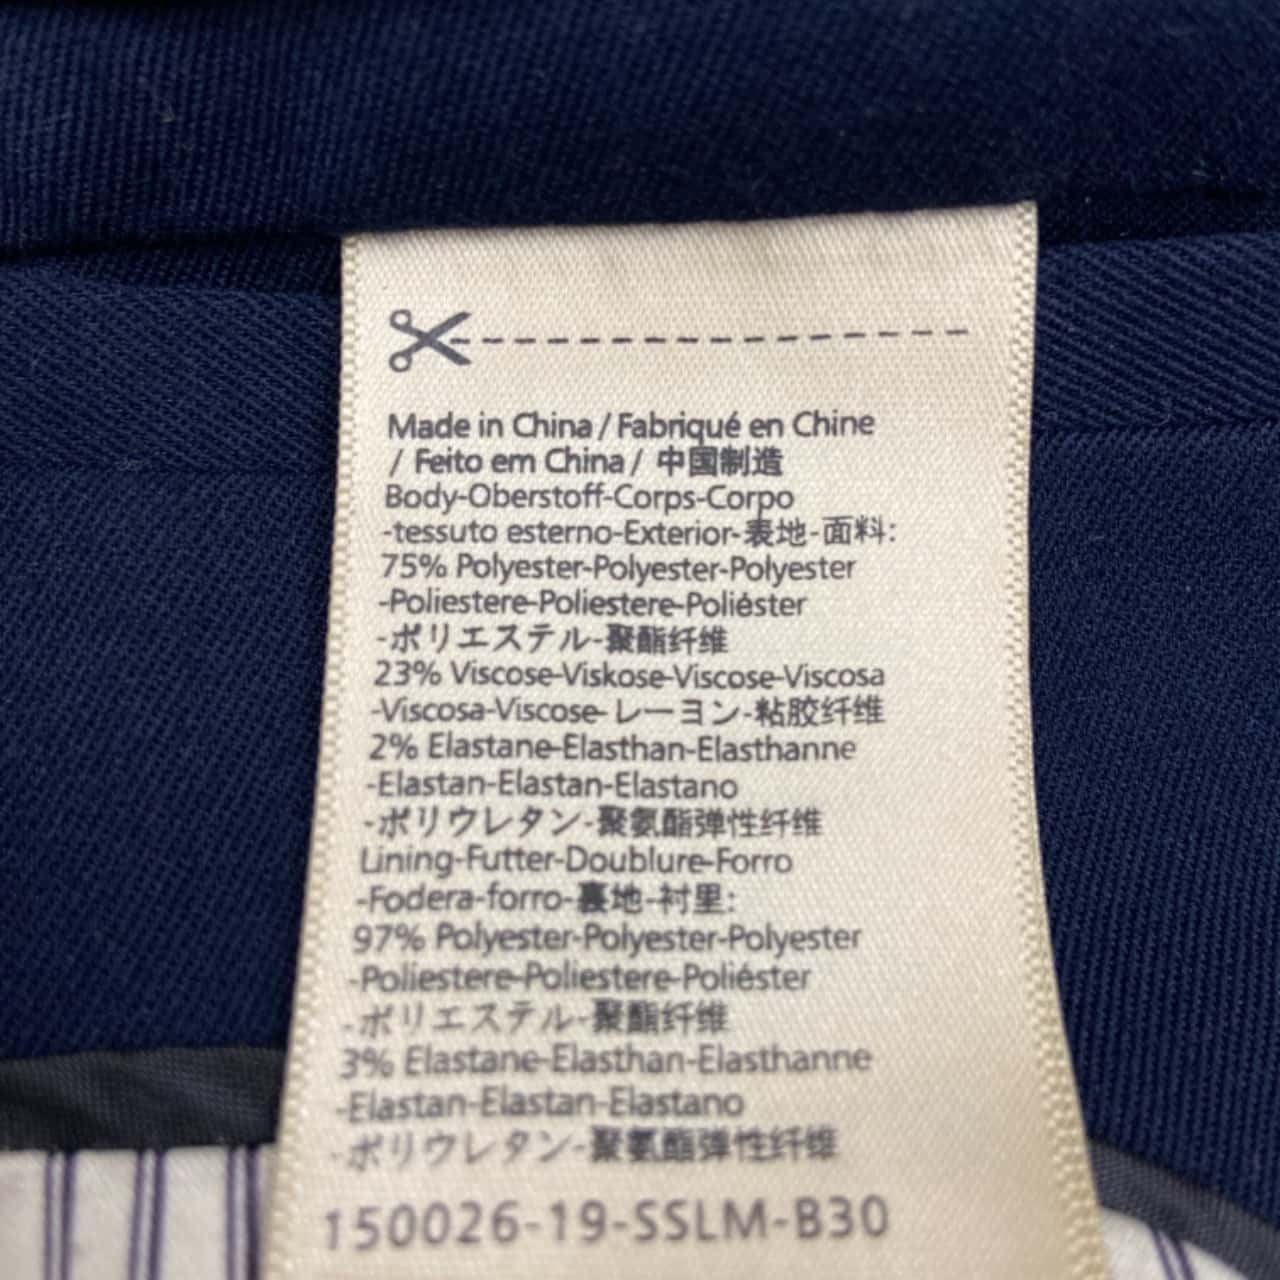 Made in China / Fabriqué en Chine
/ Feito em China / 中国制造
Body-Oberstoff-Corps-Corpo
-tessuto esterno-Exterior-表地-面料:
75% Polyester-Polyester-Polyester
-Poliestere-Poliestere-Poliéster
-ポリエステル-聚酯纤维
23% Viscose-Viskose-Viscose-Viscosa
-Viscosa-Viscose-レーヨン-粘胶纤维
2% Elastane-Elasthan-Elasthanne
-Elastan-Elastan-Elastano
-ポリウレタン-聚氨酯弹性纤维
Lining-Futter-Doublure-Forro
-Fodera-forro-裏地-衬里:
97% Polyester-Polyester-Polyester
-Poliestere-Poliestere-Poliéster
-ポリエステル-聚酯纤维
3% Elastane-Elasthan-Elasthanne
-Elastan-Elastan-Elastano
-ポリウレタン-聚氨酯弹性纤维
150026-19-SSLM-B30